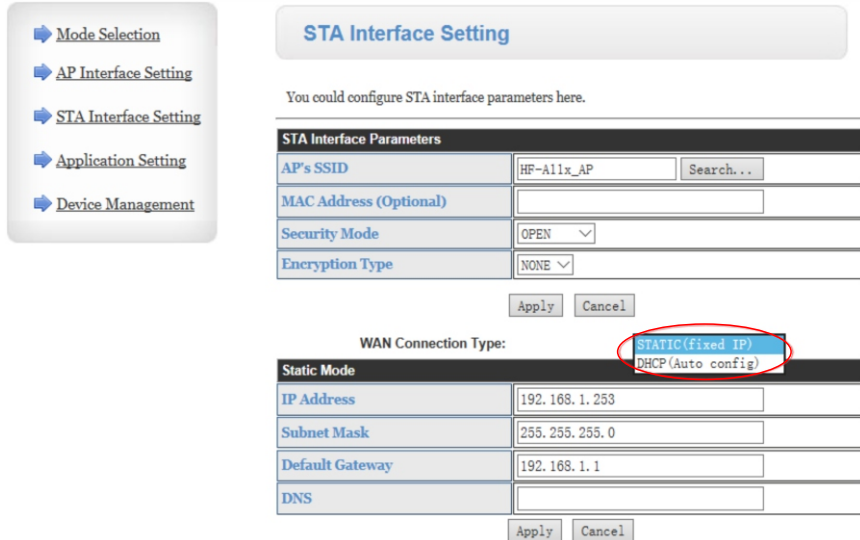 Mode Selection
AP Interface Setting
STA Interface Setting
Application Setting
Device Management
STA Interface Setting
You could configure STA interface parameters here.
STA Interface Parameters
AP's SSID HF-A11x_AP Search...
MAC Address (Optional)
Security Mode OPEN
Encryption Type NONE
Apply Cancel
WAN Connection Type: STATIC(fixed IP)
DHCP(Auto config)
Static Mode
IP Address 192.168.1.253
Subnet Mask 255.255.255.0
Default Gateway 192.168.1.1
DNS
Apply Cancel